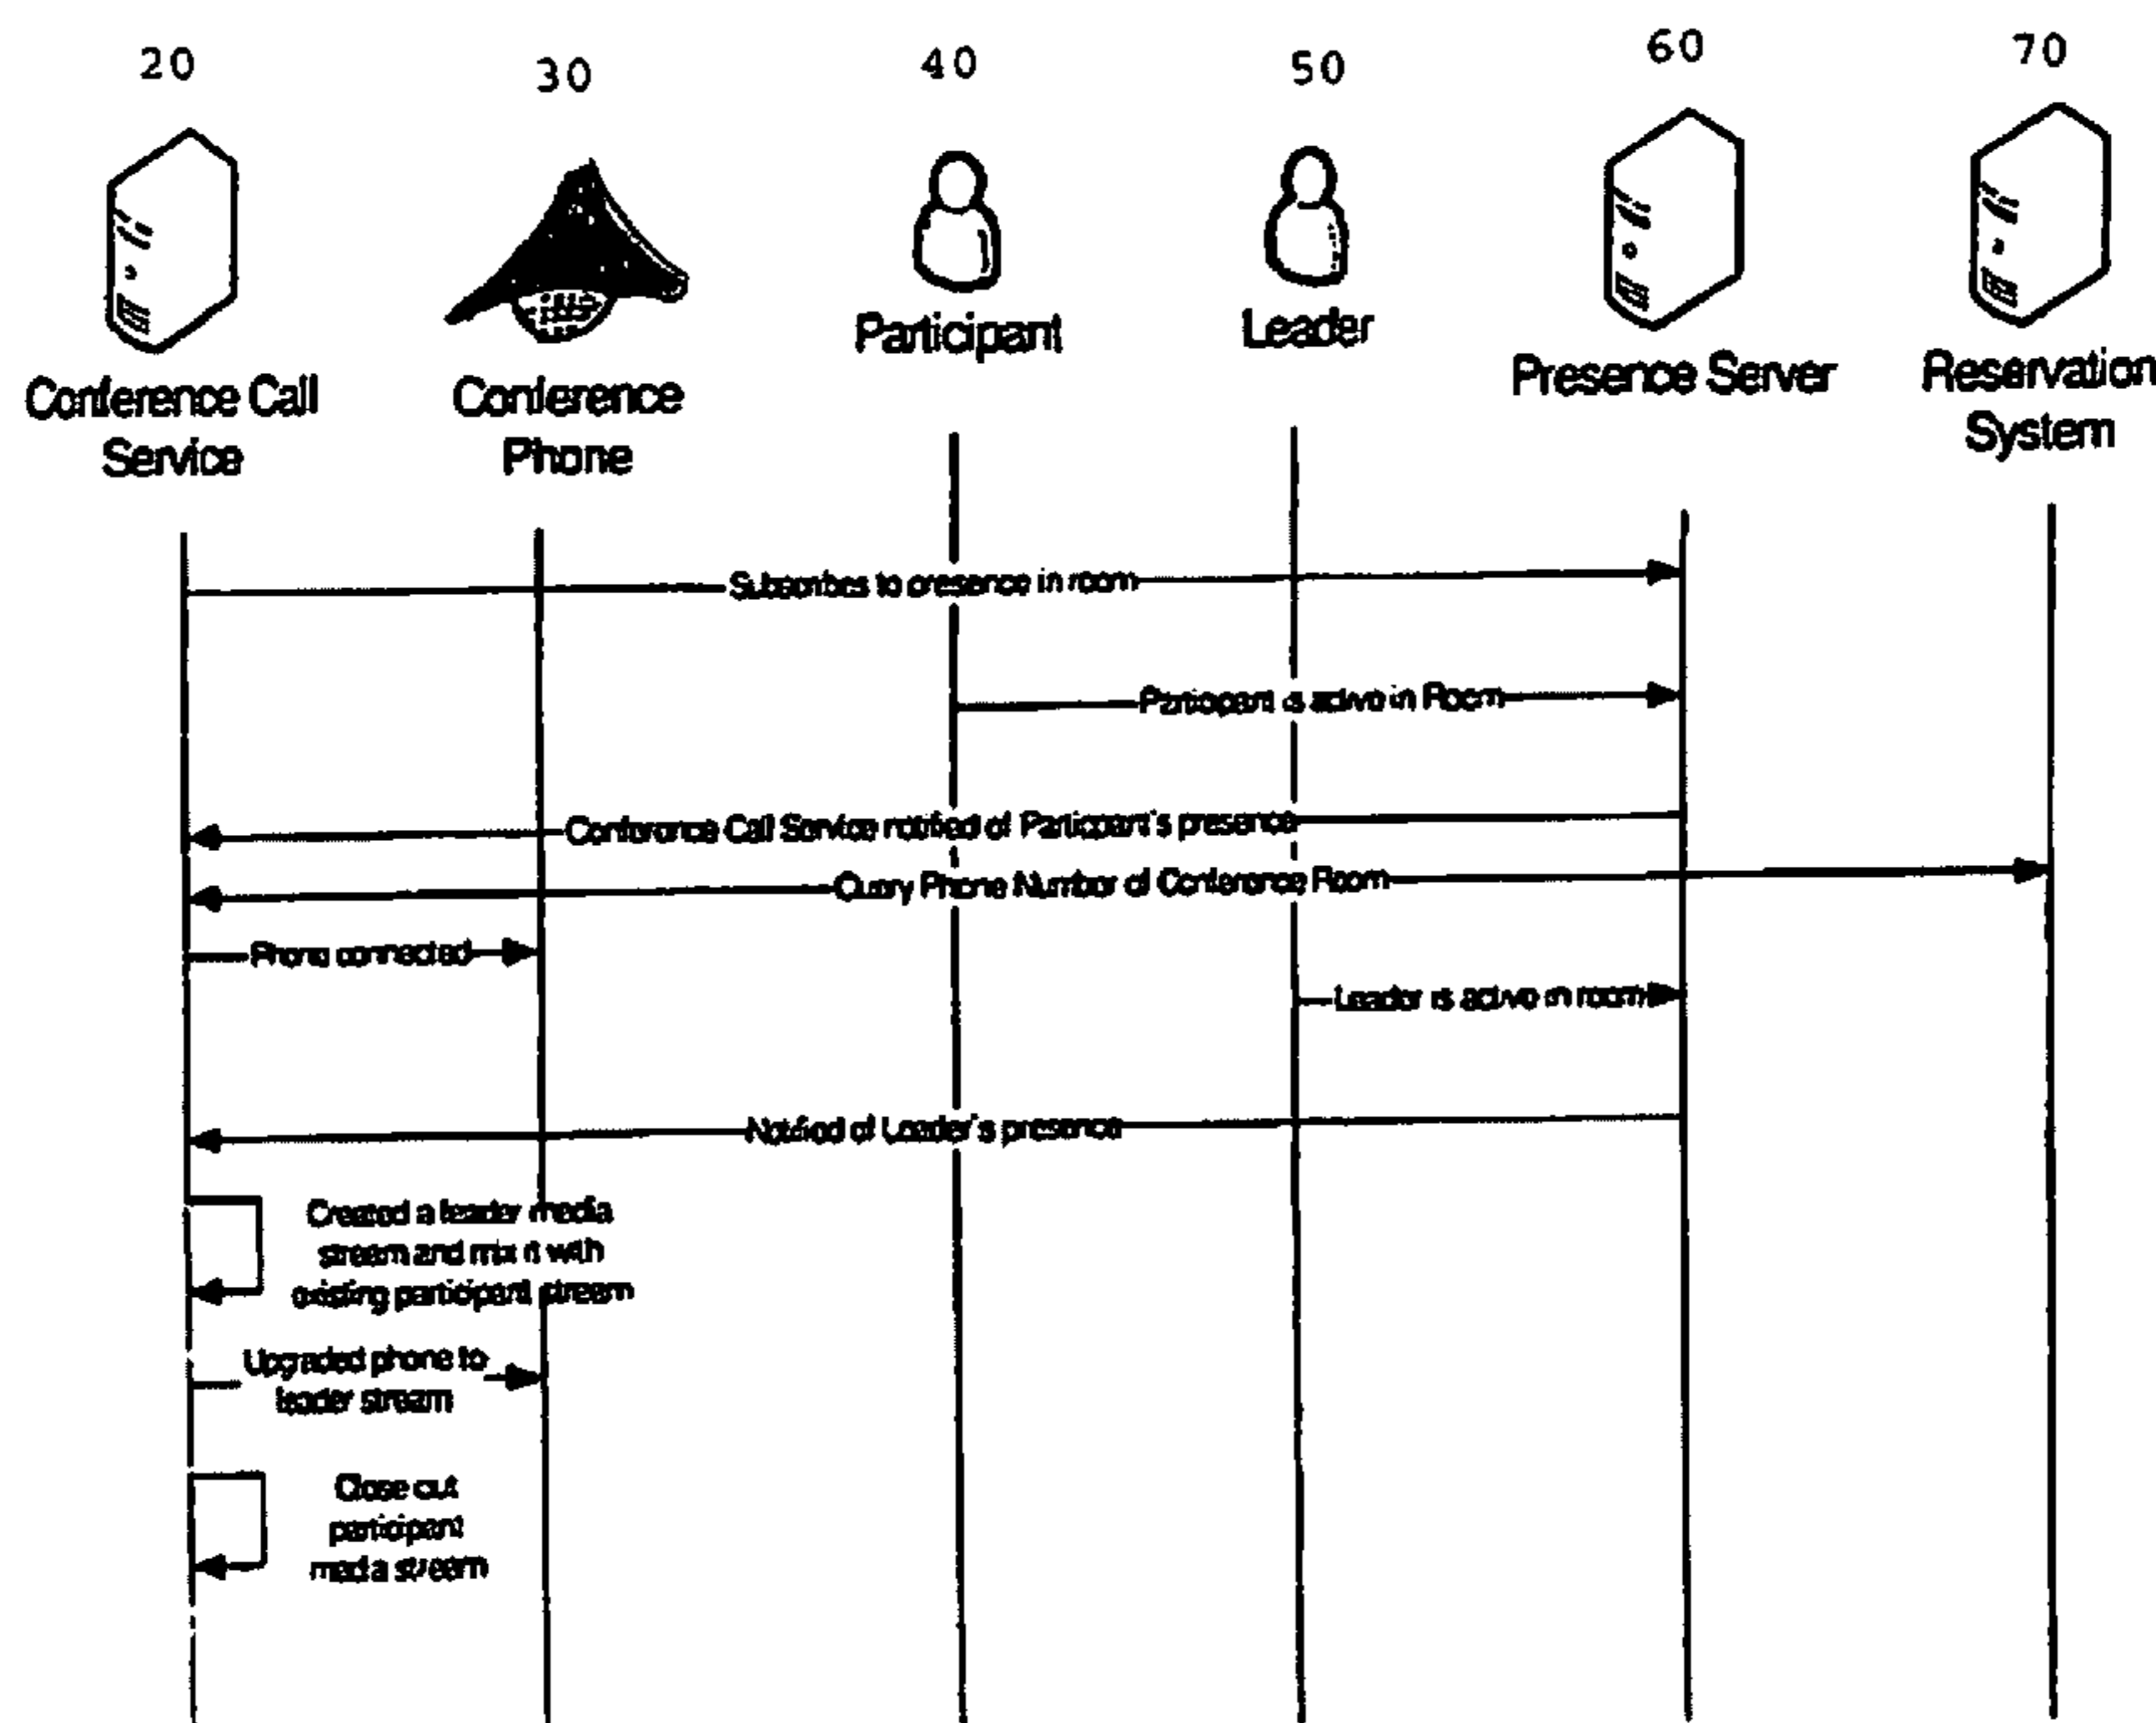 20 30 40 50 60 70
Participant Leader
Presence Server Reservation
System
Conference Call Conference
Service Phone
Subscribes to presence in room
Participant is active in Room
Conference Call Service notified of Participant's presence
Query Phone Number of Conference Room
Phone connected
Leader is active in room
Notified of Leader's presence
Created a leader media
stream and mix it with
existing participant stream
Upgraded phone to
leader stream
Close out
participant
media stream